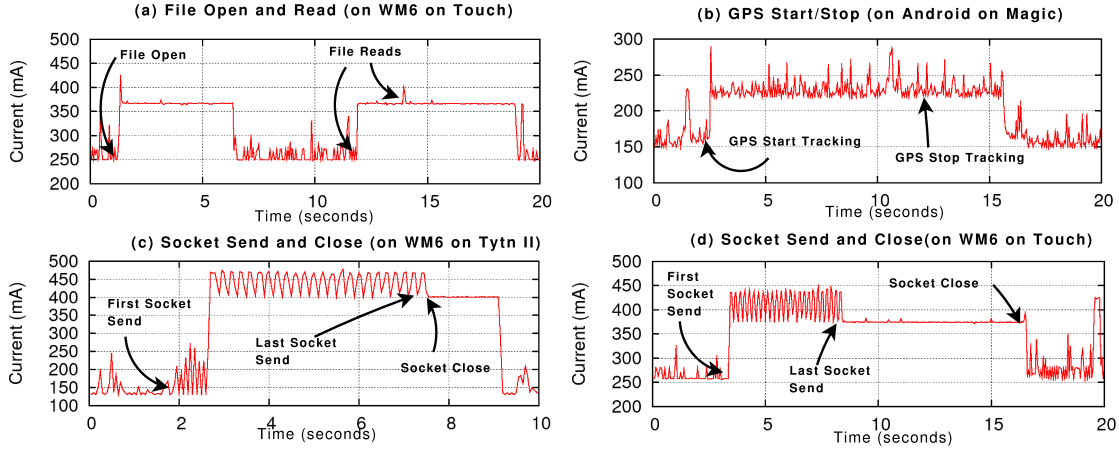 (a) File Open and Read (on WM6 on Touch)
500
450
400
350
300
250
200
Current (mA)
File Open
File Reads
0 5 10 15 20
Time (seconds)
(b) GPS Start/Stop (on Android on Magic)
300
250
200
150
100
Current (mA)
GPS Start Tracking
GPS Stop Tracking
0 5 10 15 20
Time (seconds)
(c) Socket Send and Close (on WM6 on Tytn II)
500
450
400
350
300
250
200
150
100
Current (mA)
First Socket
Send
Last Socket
Send
Socket Close
0 2 4 6 8 10
Time (seconds)
(d) Socket Send and Close(on WM6 on Touch)
500
450
400
350
300
250
200
Current (mA)
First
Socket
Send
Socket Close
Last Socket
Send
0 5 10 15 20
Time (seconds)